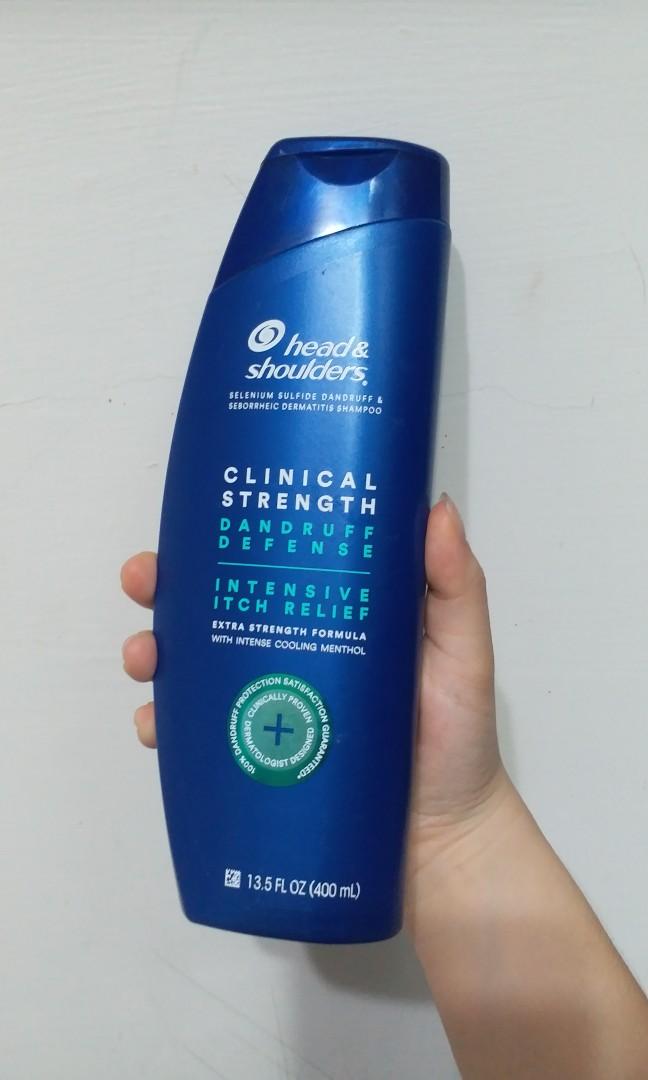 head &
shoulders®
SELENIUM SULFIDE DANDRUFF &
SEBORRHEIC DERMATITIS SHAMPOO
CLINICAL
STRENGTH
DANDRUFF
DEFENSE
INTENSIVE
ITCH RELIEF
EXTRA STRENGTH FORMULA
WITH INTENSE COOLING MENTHOL
100% DANDRUFF PROTECTION SATISFACTION GUARANTEED*
CLINICALLY PROVEN
DERMATOLOGIST DESIGNED
13.5 FL OZ (400 mL)